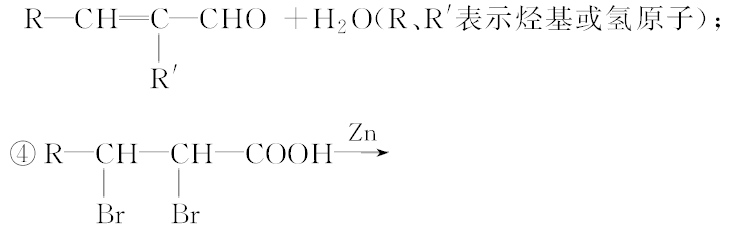 R—CH=C—CHO +H₂O(R、R′表示烃基或氢原子);
R′
④ R—CH—CH—COOH Zn→
Br Br